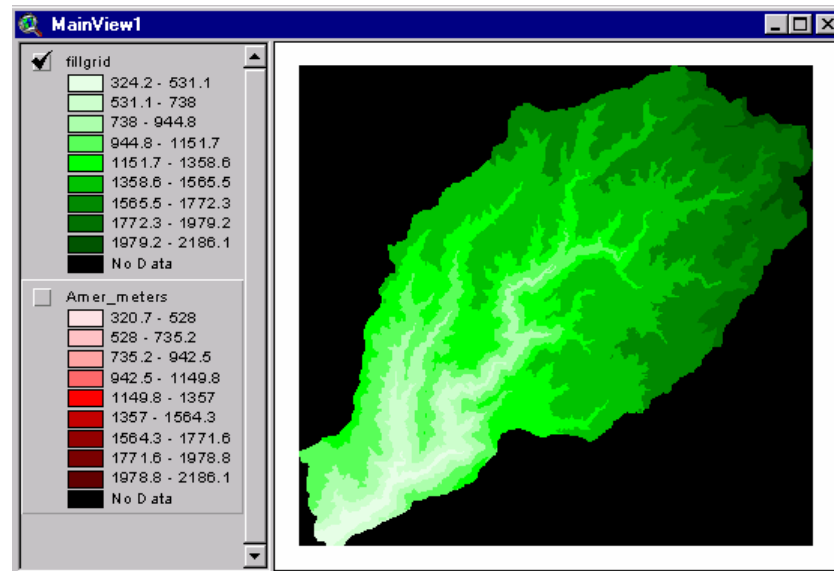 MainView1
fillgrid
324.2 - 531.1
531.1 - 738
738 - 944.8
944.8 - 1151.7
1151.7 - 1358.6
1358.6 - 1565.5
1565.5 - 1772.3
1772.3 - 1979.2
1979.2 - 2186.1
No Data
Amer_meters
320.7 - 528
528 - 735.2
735.2 - 942.5
942.5 - 1149.8
1149.8 - 1357
1357 - 1564.3
1564.3 - 1771.6
1771.6 - 1978.8
1978.8 - 2186.1
No Data